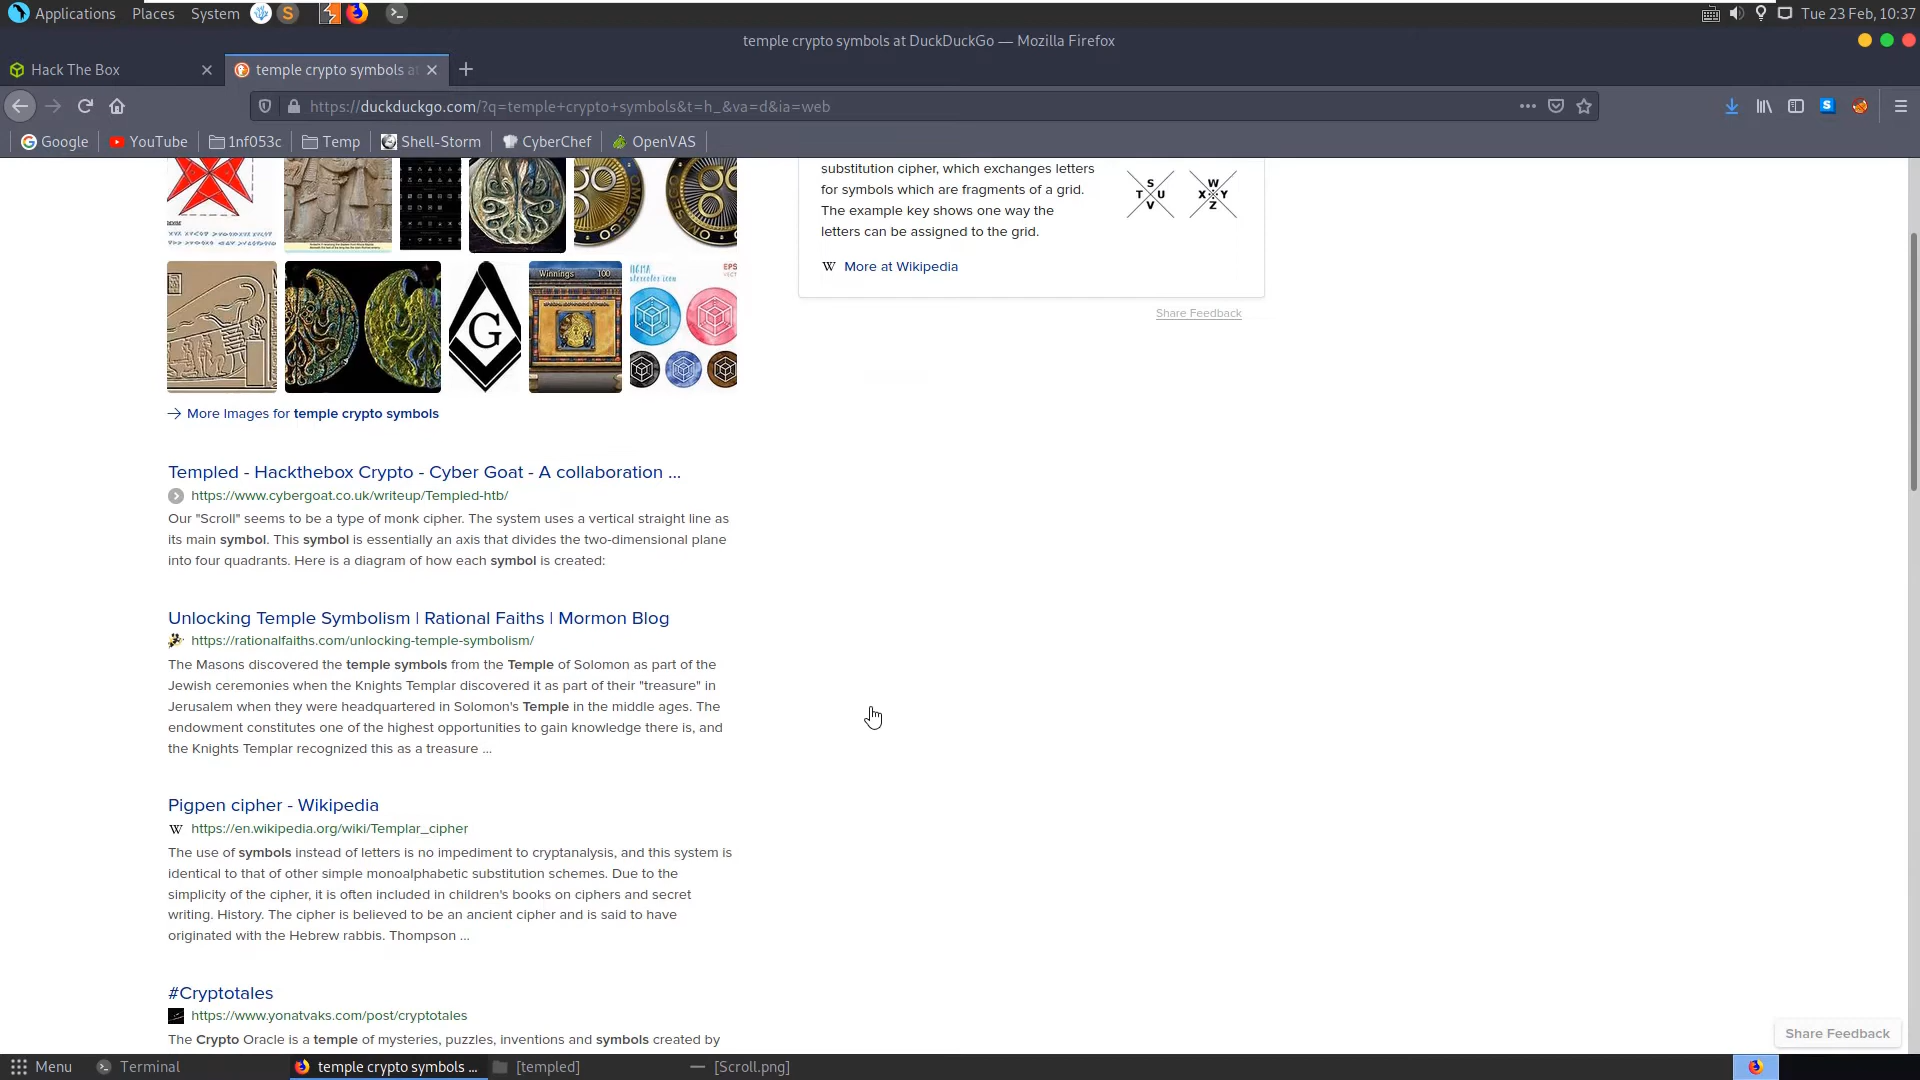 Applications Places System
Tue 23 Feb, 10:37
temple crypto symbols at DuckDuckGo — Mozilla Firefox
Hack The Box
temple crypto symbols at
https://duckduckgo.com/?q=temple+crypto+symbols&t=h_&va=d&ia=web
Google YouTube 1nf053c Temp Shell-Storm CyberChef OpenVAS
OMISEGO
Winnings 100
EPS
G
More Images for temple crypto symbols
Templed - Hackthebox Crypto - Cyber Goat - A collaboration ...
https://www.cybergoat.co.uk/writeup/Templed-htb/
Our "Scroll" seems to be a type of monk cipher. The system uses a vertical straight line as
its main symbol. This symbol is essentially an axis that divides the two-dimensional plane
into four quadrants. Here is a diagram of how each symbol is created:
Unlocking Temple Symbolism | Rational Faiths | Mormon Blog
https://rationalfaiths.com/unlocking-temple-symbolism/
The Masons discovered the temple symbols from the Temple of Solomon as part of the
Jewish ceremonies when the Knights Templar discovered it as part of their "treasure" in
Jerusalem when they were headquartered in Solomon's Temple in the middle ages. The
endowment constitutes one of the highest opportunities to gain knowledge there is, and
the Knights Templar recognized this as a treasure ...
Pigpen cipher - Wikipedia
https://en.wikipedia.org/wiki/Templar_cipher
The use of symbols instead of letters is no impediment to cryptanalysis, and this system is
identical to that of other simple monoalphabetic substitution schemes. Due to the
simplicity of the cipher, it is often included in children's books on ciphers and secret
writing. History. The cipher is believed to be an ancient cipher and is said to have
originated with the Hebrew rabbis. Thompson ...
#Cryptotales
https://www.yonatvaks.com/post/cryptotales
The Crypto Oracle is a temple of mysteries, puzzles, inventions and symbols created by
substitution cipher, which exchanges letters
for symbols which are fragments of a grid.
The example key shows one way the
letters can be assigned to the grid.
S
T U
V
W
X Y
Z
W More at Wikipedia
Share Feedback
Share Feedback
Menu Terminal temple crypto symbols ... [templed] [Scroll.png]